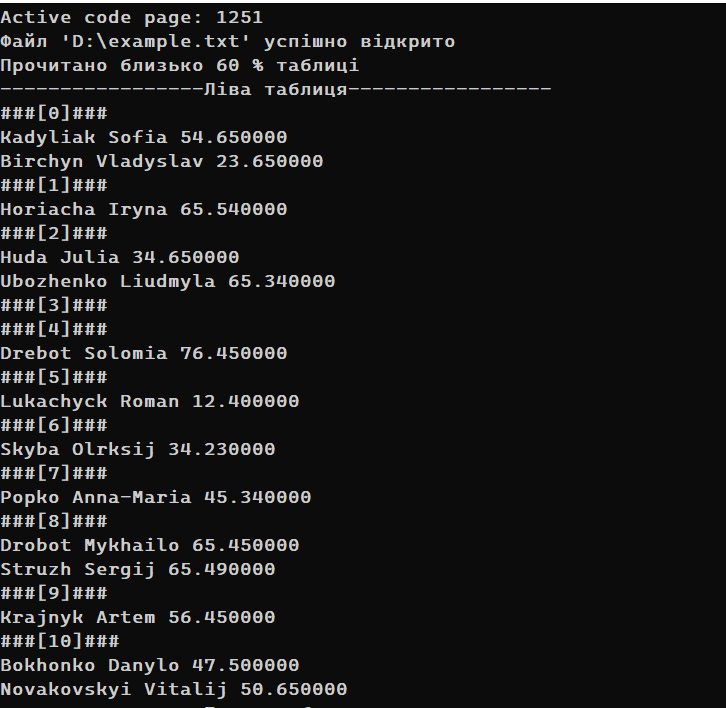 Active code page: 1251
Файл 'D:\example.txt' успішно відкрито
Прочитано близько 60 % таблиці
-----------------Ліва таблиця-----------------
###[0]###
Kadyliak Sofia 54.650000
Birchyn Vladyslav 23.650000
###[1]###
Horiacha Iryna 65.540000
###[2]###
Huda Julia 34.650000
Ubozhenko Liudmyla 65.340000
###[3]###
###[4]###
Drebot Solomia 76.450000
###[5]###
Lukachyck Roman 12.400000
###[6]###
Skyba Olrksij 34.230000
###[7]###
Popko Anna-Maria 45.340000
###[8]###
Drobot Mykhailo 65.450000
Struzh Sergij 65.490000
###[9]###
Krajnyk Artem 56.450000
###[10]###
Bokhonko Danylo 47.500000
Novakovskyi Vitalij 50.650000